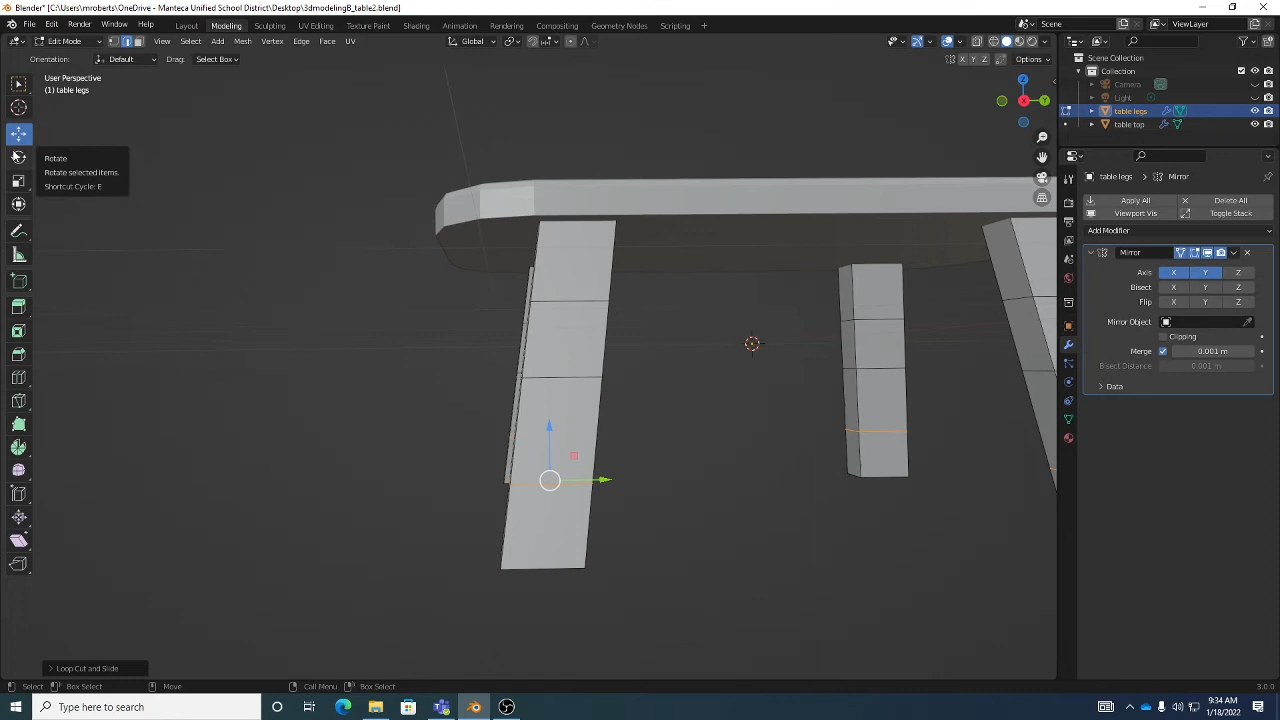 Blender* [C:\Users\mroberts\OneDrive - Manteca Unified School District\Desktop\3dmodelingB_table2.blend]
File Edit Render Window Help Layout Modeling Sculpting UV Editing Texture Paint Shading Animation Rendering Compositing Geometry Nodes Scripting + Scene ViewLayer
Edit Mode View Select Add Mesh Vertex Edge Face UV Global
Orientation: Default Drag: Select Box X Y Z Options
User Perspective
(1) table legs
Rotate
Rotate selected items.
Shortcut Cycle: E
Z
X
Y
Loop Cut and Slide
Scene Collection
Collection
Camera
Light
table legs
table top
table legs > Mirror
Apply All Delete All
Viewport Vis Toggle Stack
Add Modifier
Mirror
Axis X Y Z
Bisect X Y Z
Flip X Y Z
Mirror Object
Clipping
Merge 0.001 m
Bisect Distance 0.001 m
Data
Select Box Select Move Call Menu Box Select 3.0.0
Type here to search
9:34 AM
1/18/2022